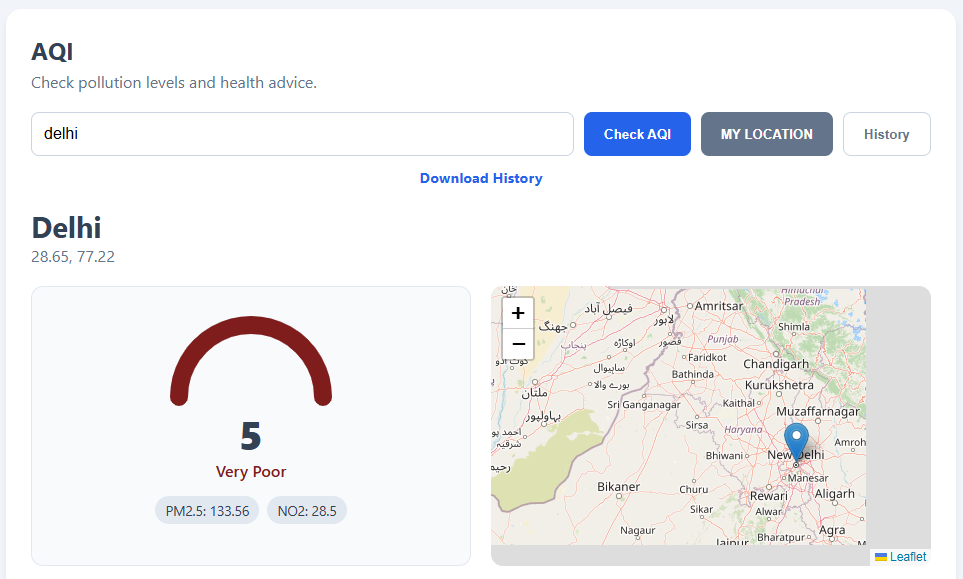 AQI
Check pollution levels and health advice.
delhi
Check AQI
MY LOCATION
History
Download History
Delhi
28.65, 77.22
5
Very Poor
PM2.5: 133.56
NO2: 28.5
+
−
فیصل آباد
Amritsar
Himachal
Pradesh
جھنگ
لاہور
Shimla
اوکاڑہ
قصور
Punjab
پنجاب
Faridkot
Chandigarh
ساہیوال
Bathinda
Kurukshetra
بورے والا
ملتان
Sri Ganganagar
Kaithal
Muzaffarnagar
بہاولپور
Sirsa
Haryana
احمد پور
شرقیہ
Bhiwani
New Delhi
Amroh
Manesar
Bikaner
Churu
Rewari
Aligarh
Sikar
Alwar
Nagaur
Agra
Jaipur
Bharatpur
Leaflet